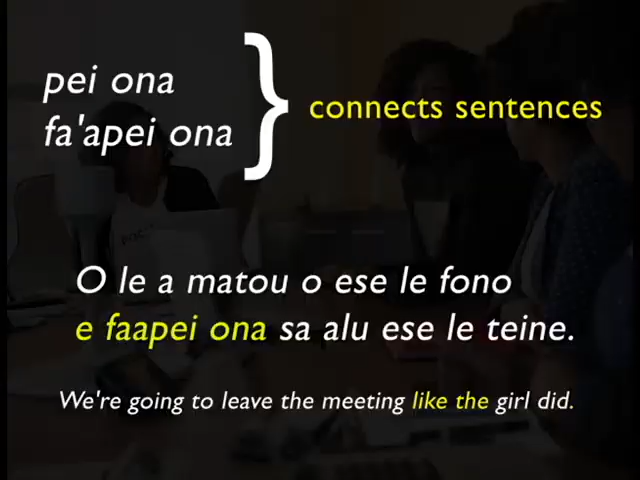 pei ona
fa'apei ona
connects sentences
O le a matou o ese le fono
e faapei ona sa alu ese le teine.
We're going to leave the meeting like the girl did.